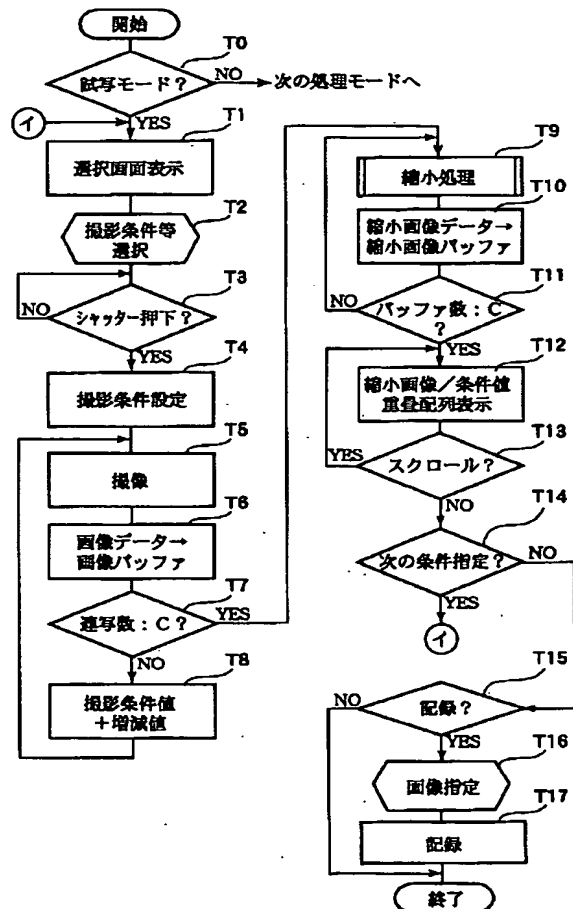 開始
T0
試写モード?
NO
次の処理モードへ
イ
YES
T1
選択画面表示
T2
撮影条件等
選択
T3
シャッター押下?
NO
YES
T4
撮影条件設定
T5
撮像
T6
画像データ→
画像バッファ
T7
連写数:C?
YES
NO
T8
撮影条件値
+増減値
T9
縮小処理
T10
縮小画像データ→
縮小画像バッファ
T11
バッファ数:C
?
NO
YES
T12
縮小画像/条件値
重畳配列表示
T13
スクロール?
YES
NO
T14
次の条件指定?
NO
YES
イ
T15
記録?
NO
YES
T16
画像指定
T17
記録
終了